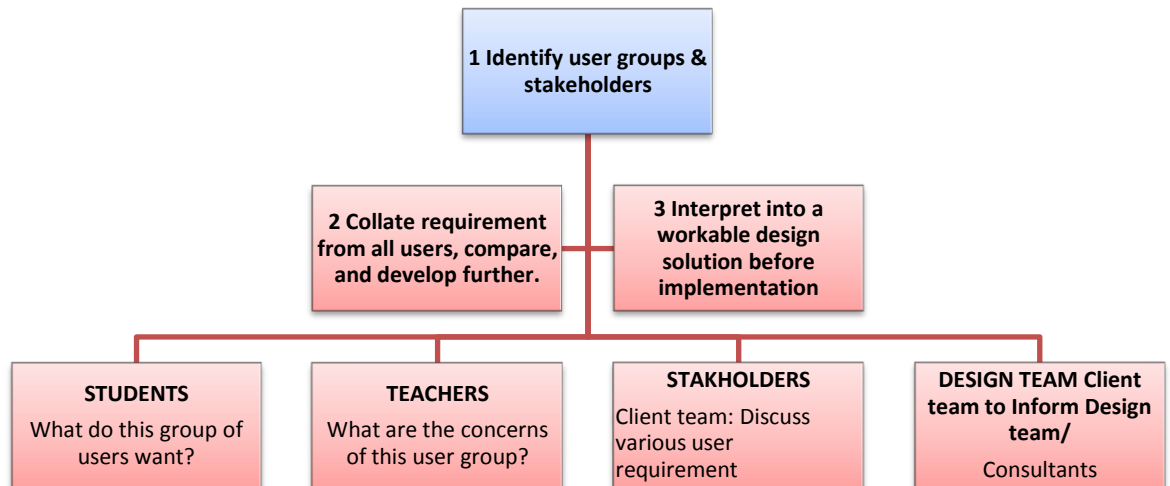 1 Identify user groups &
stakeholders
2 Collate requirement
from all users, compare,
and develop further.
3 Interpret into a
workable design
solution before
implementation
STUDENTS
What do this group of
users want?
TEACHERS
What are the concerns
of this user group?
STAKHOLDERS
Client team: Discuss
various user
requirement
DESIGN TEAM Client
team to Inform Design
team/
Consultants